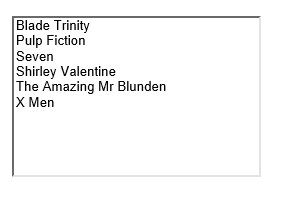 Blade Trinity
Pulp Fiction
Seven
Shirley Valentine
The Amazing Mr Blunden
X Men